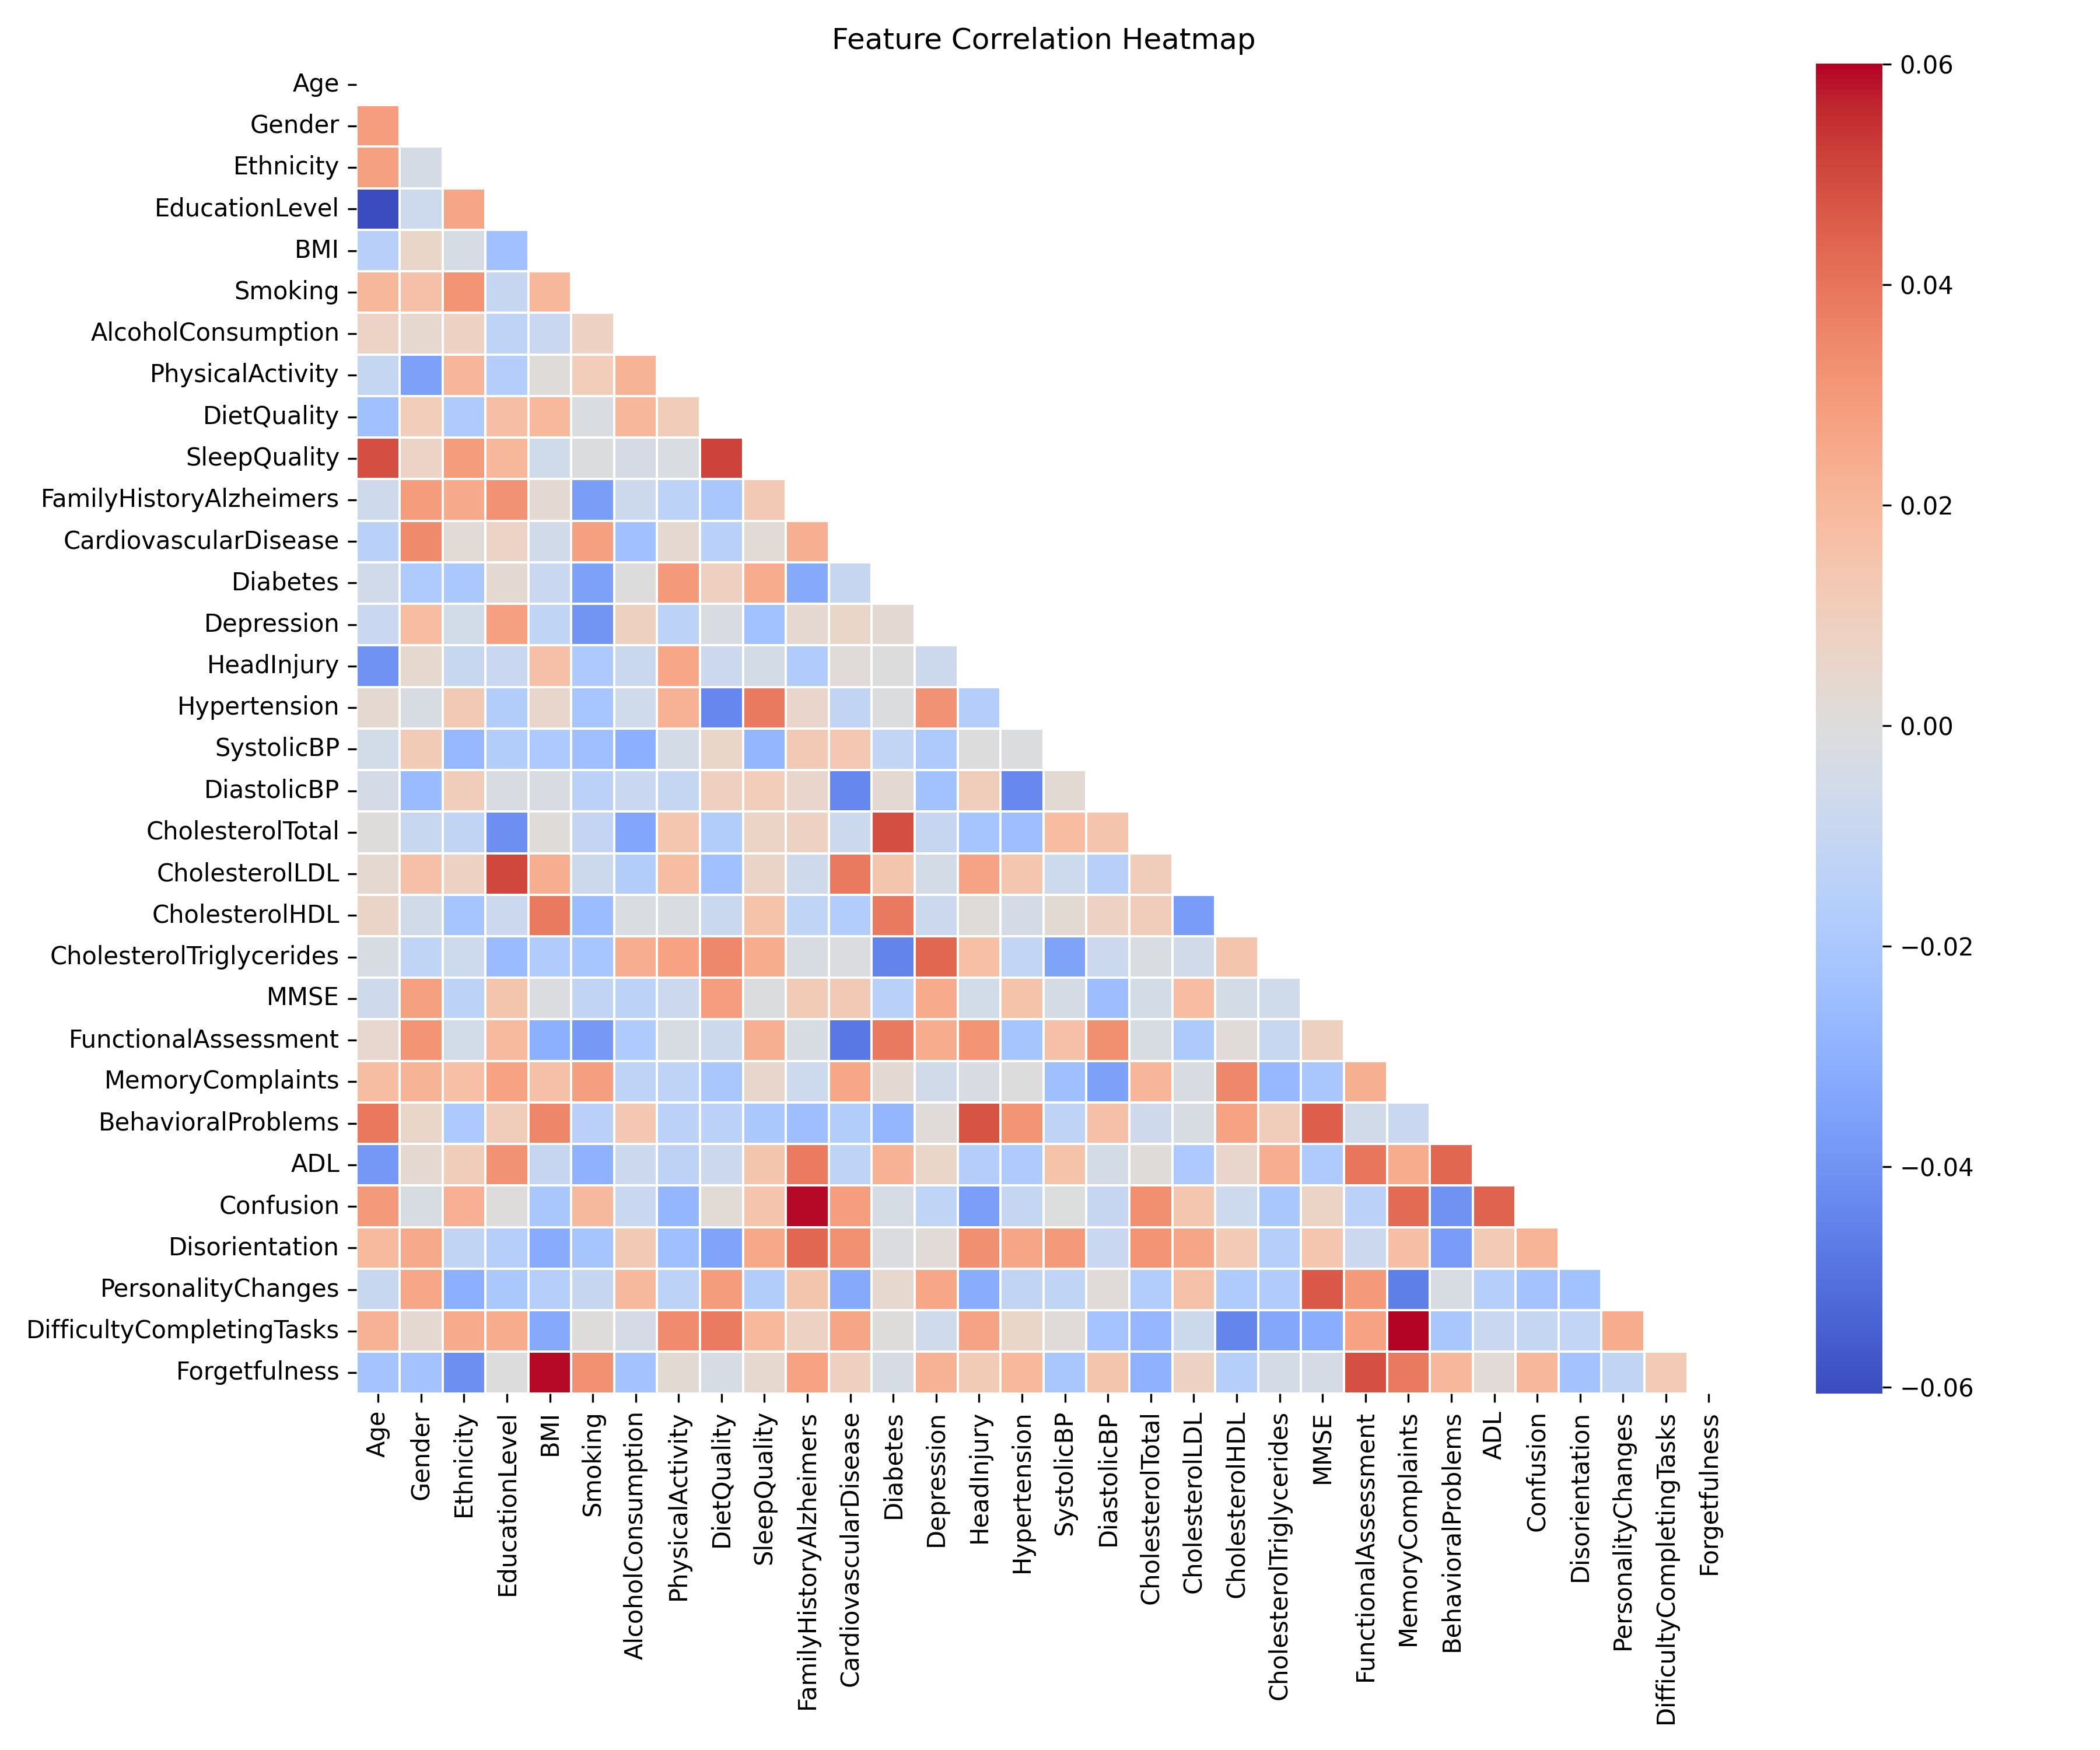 Feature Correlation Heatmap
Age
Gender
Ethnicity
EducationLevel
BMI
Smoking
AlcoholConsumption
PhysicalActivity
DietQuality
SleepQuality
FamilyHistoryAlzheimers
CardiovascularDisease
Diabetes
Depression
HeadInjury
Hypertension
SystolicBP
DiastolicBP
CholesterolTotal
CholesterolLDL
CholesterolHDL
CholesterolTriglycerides
MMSE
FunctionalAssessment
MemoryComplaints
BehavioralProblems
ADL
Confusion
Disorientation
PersonalityChanges
DifficultyCompletingTasks
Forgetfulness
Age
Gender
Ethnicity
EducationLevel
BMI
Smoking
AlcoholConsumption
PhysicalActivity
DietQuality
SleepQuality
FamilyHistoryAlzheimers
CardiovascularDisease
Diabetes
Depression
HeadInjury
Hypertension
SystolicBP
DiastolicBP
CholesterolTotal
CholesterolLDL
CholesterolHDL
CholesterolTriglycerides
MMSE
FunctionalAssessment
MemoryComplaints
BehavioralProblems
ADL
Confusion
Disorientation
PersonalityChanges
DifficultyCompletingTasks
Forgetfulness
0.06
0.04
0.02
0.00
−0.02
−0.04
−0.06